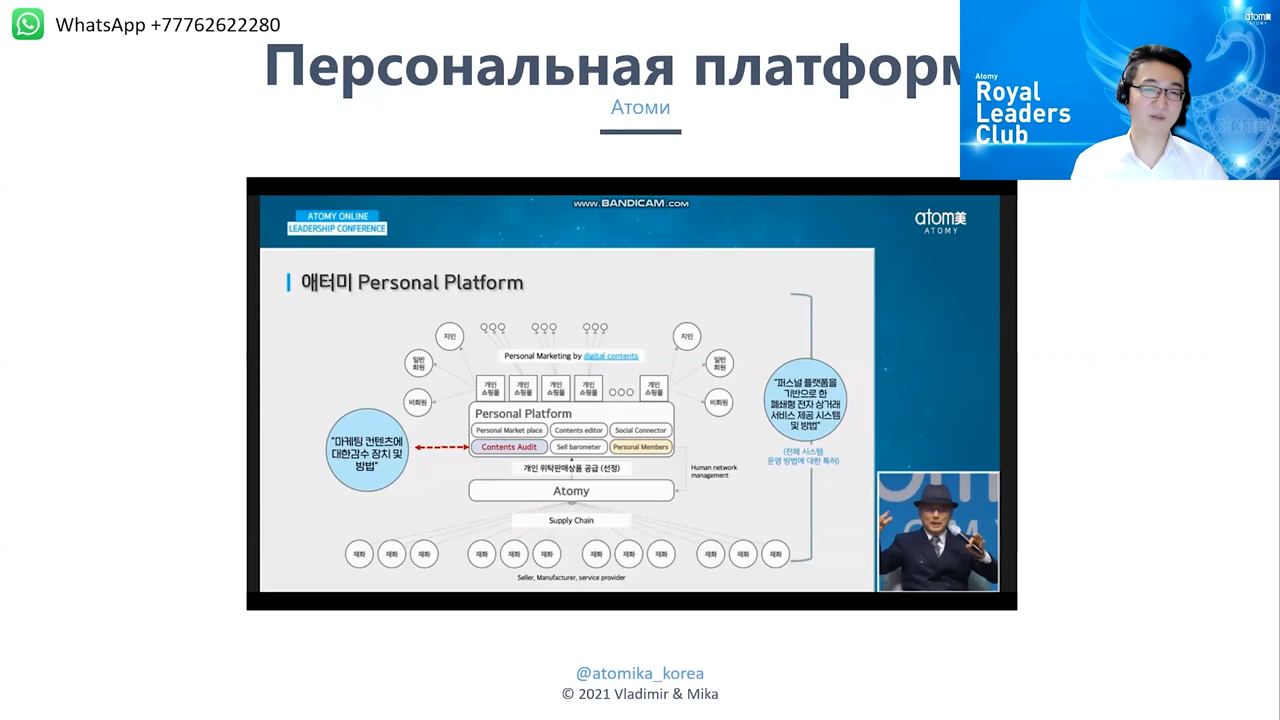 WhatsApp +77762622280
Персональная платформ
Атоми
atom美
ATOMY
Atomy
Royal
Leaders
Club
www.BANDICAM.com
ATOMY ONLINE
LEADERSHIP CONFERENCE
atom美
ATOMY
애터미 Personal Platform
지인
지인
Personal Marketing by digital contents
일반
회원
일반
회원
개인
쇼핑몰
개인
쇼핑몰
개인
쇼핑몰
개인
쇼핑몰
개인
쇼핑몰
비회원
비회원
Personal Platform
Personal Market place
Contents editor
Social Connector
Contents Audit
Sell barometer
Personal Members
"마케팅 컨텐츠에
대한감수 장치 및
방법"
"퍼스널 플랫폼을
기반으로 한
폐쇄형 전자 상거래
서비스 제공 시스템
및 방법"
(전체 시스템
운영 방법에 대한 특허)
개인 위탁판매상품 공급 (선정)
Human network
management
Atomy
Supply Chain
재화 재화 재화 재화 재화 재화 재화 재화 재화 재화 재화 재화
Seller, Manufacturer, service provider
@atomika_korea
© 2021 Vladimir & Mika